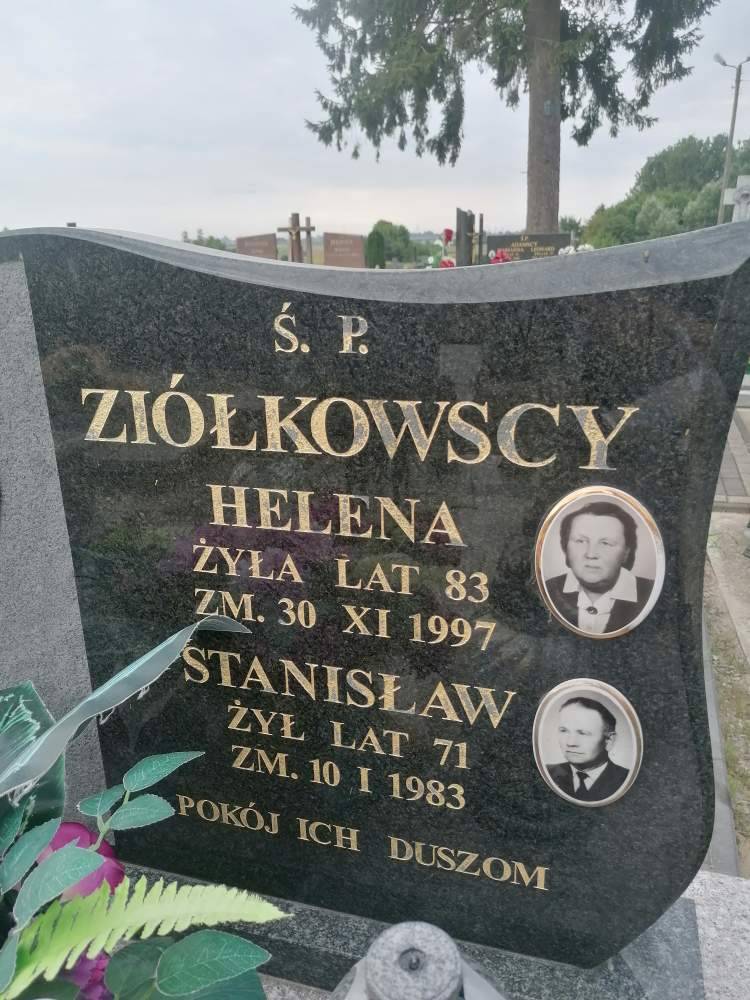 Ś. P.
ZIÓŁKOWSCY
HELENA
ŻYŁA LAT 83
ZM. 30 XI 1997
STANISŁAW
ŻYŁ LAT 71
ZM. 10 I 1983
POKÓJ ICH DUSZOM